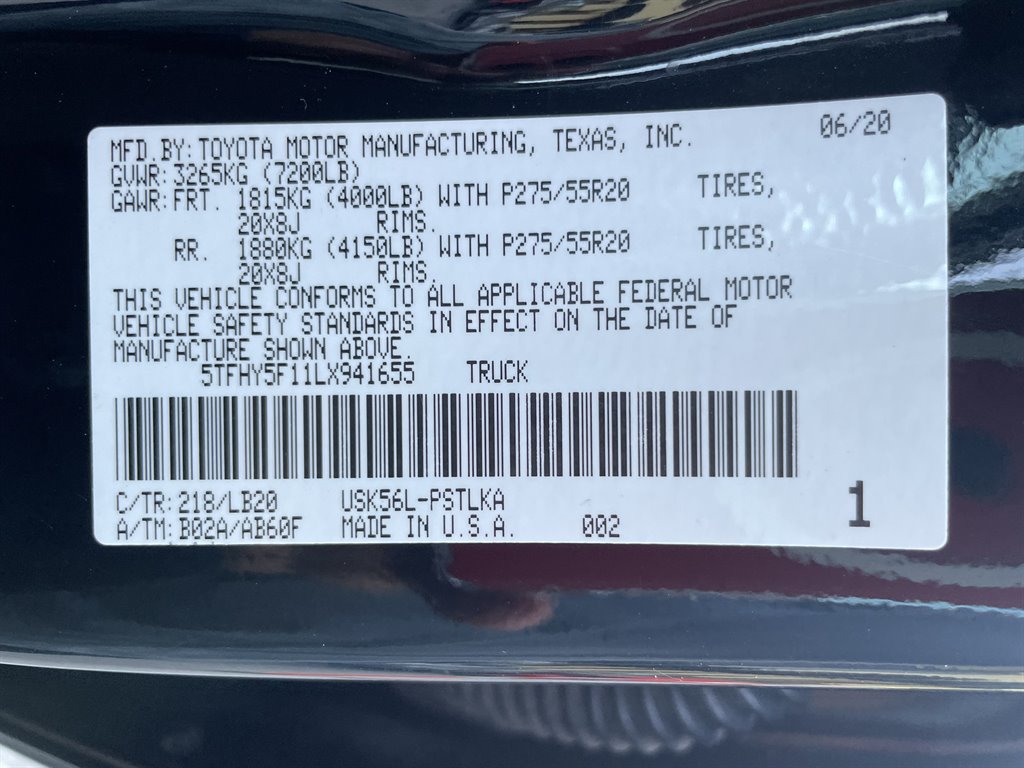 MFD.BY: TOYOTA MOTOR MANUFACTURING, TEXAS, INC. 06/20
GVWR: 3265KG (7200LB)
GAWR: FRT. 1815KG (4000LB) WITH P275/55R20 TIRES,
20X8J RIMS.
RR. 1880KG (4150LB) WITH P275/55R20 TIRES,
20X8J RIMS.
THIS VEHICLE CONFORMS TO ALL APPLICABLE FEDERAL MOTOR
VEHICLE SAFETY STANDARDS IN EFFECT ON THE DATE OF
MANUFACTURE SHOWN ABOVE.
5TFHY5F11LX941655 TRUCK
C/TR: 218/LB20 USK56L-PSTLKA 1
A/TM: B02A/AB60F MADE IN U.S.A. 002